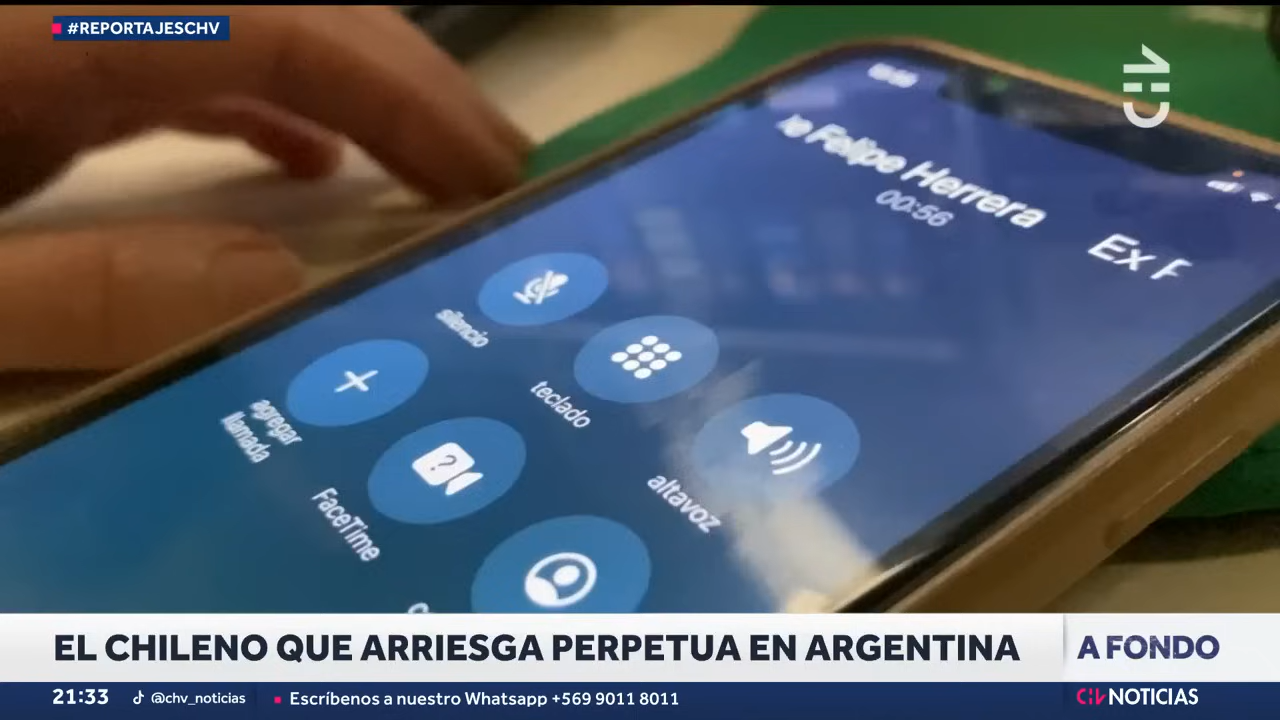 #REPORTAJESCHV
CHV
Felipe Herrera
00:56
Ex F
silencio
teclado
altavoz
agregar
llamada
FaceTime
EL CHILENO QUE ARRIESGA PERPETUA EN ARGENTINA
A FONDO
21:33
@chv_noticias
Escríbenos a nuestro Whatsapp +569 9011 8011
CHV NOTICIAS